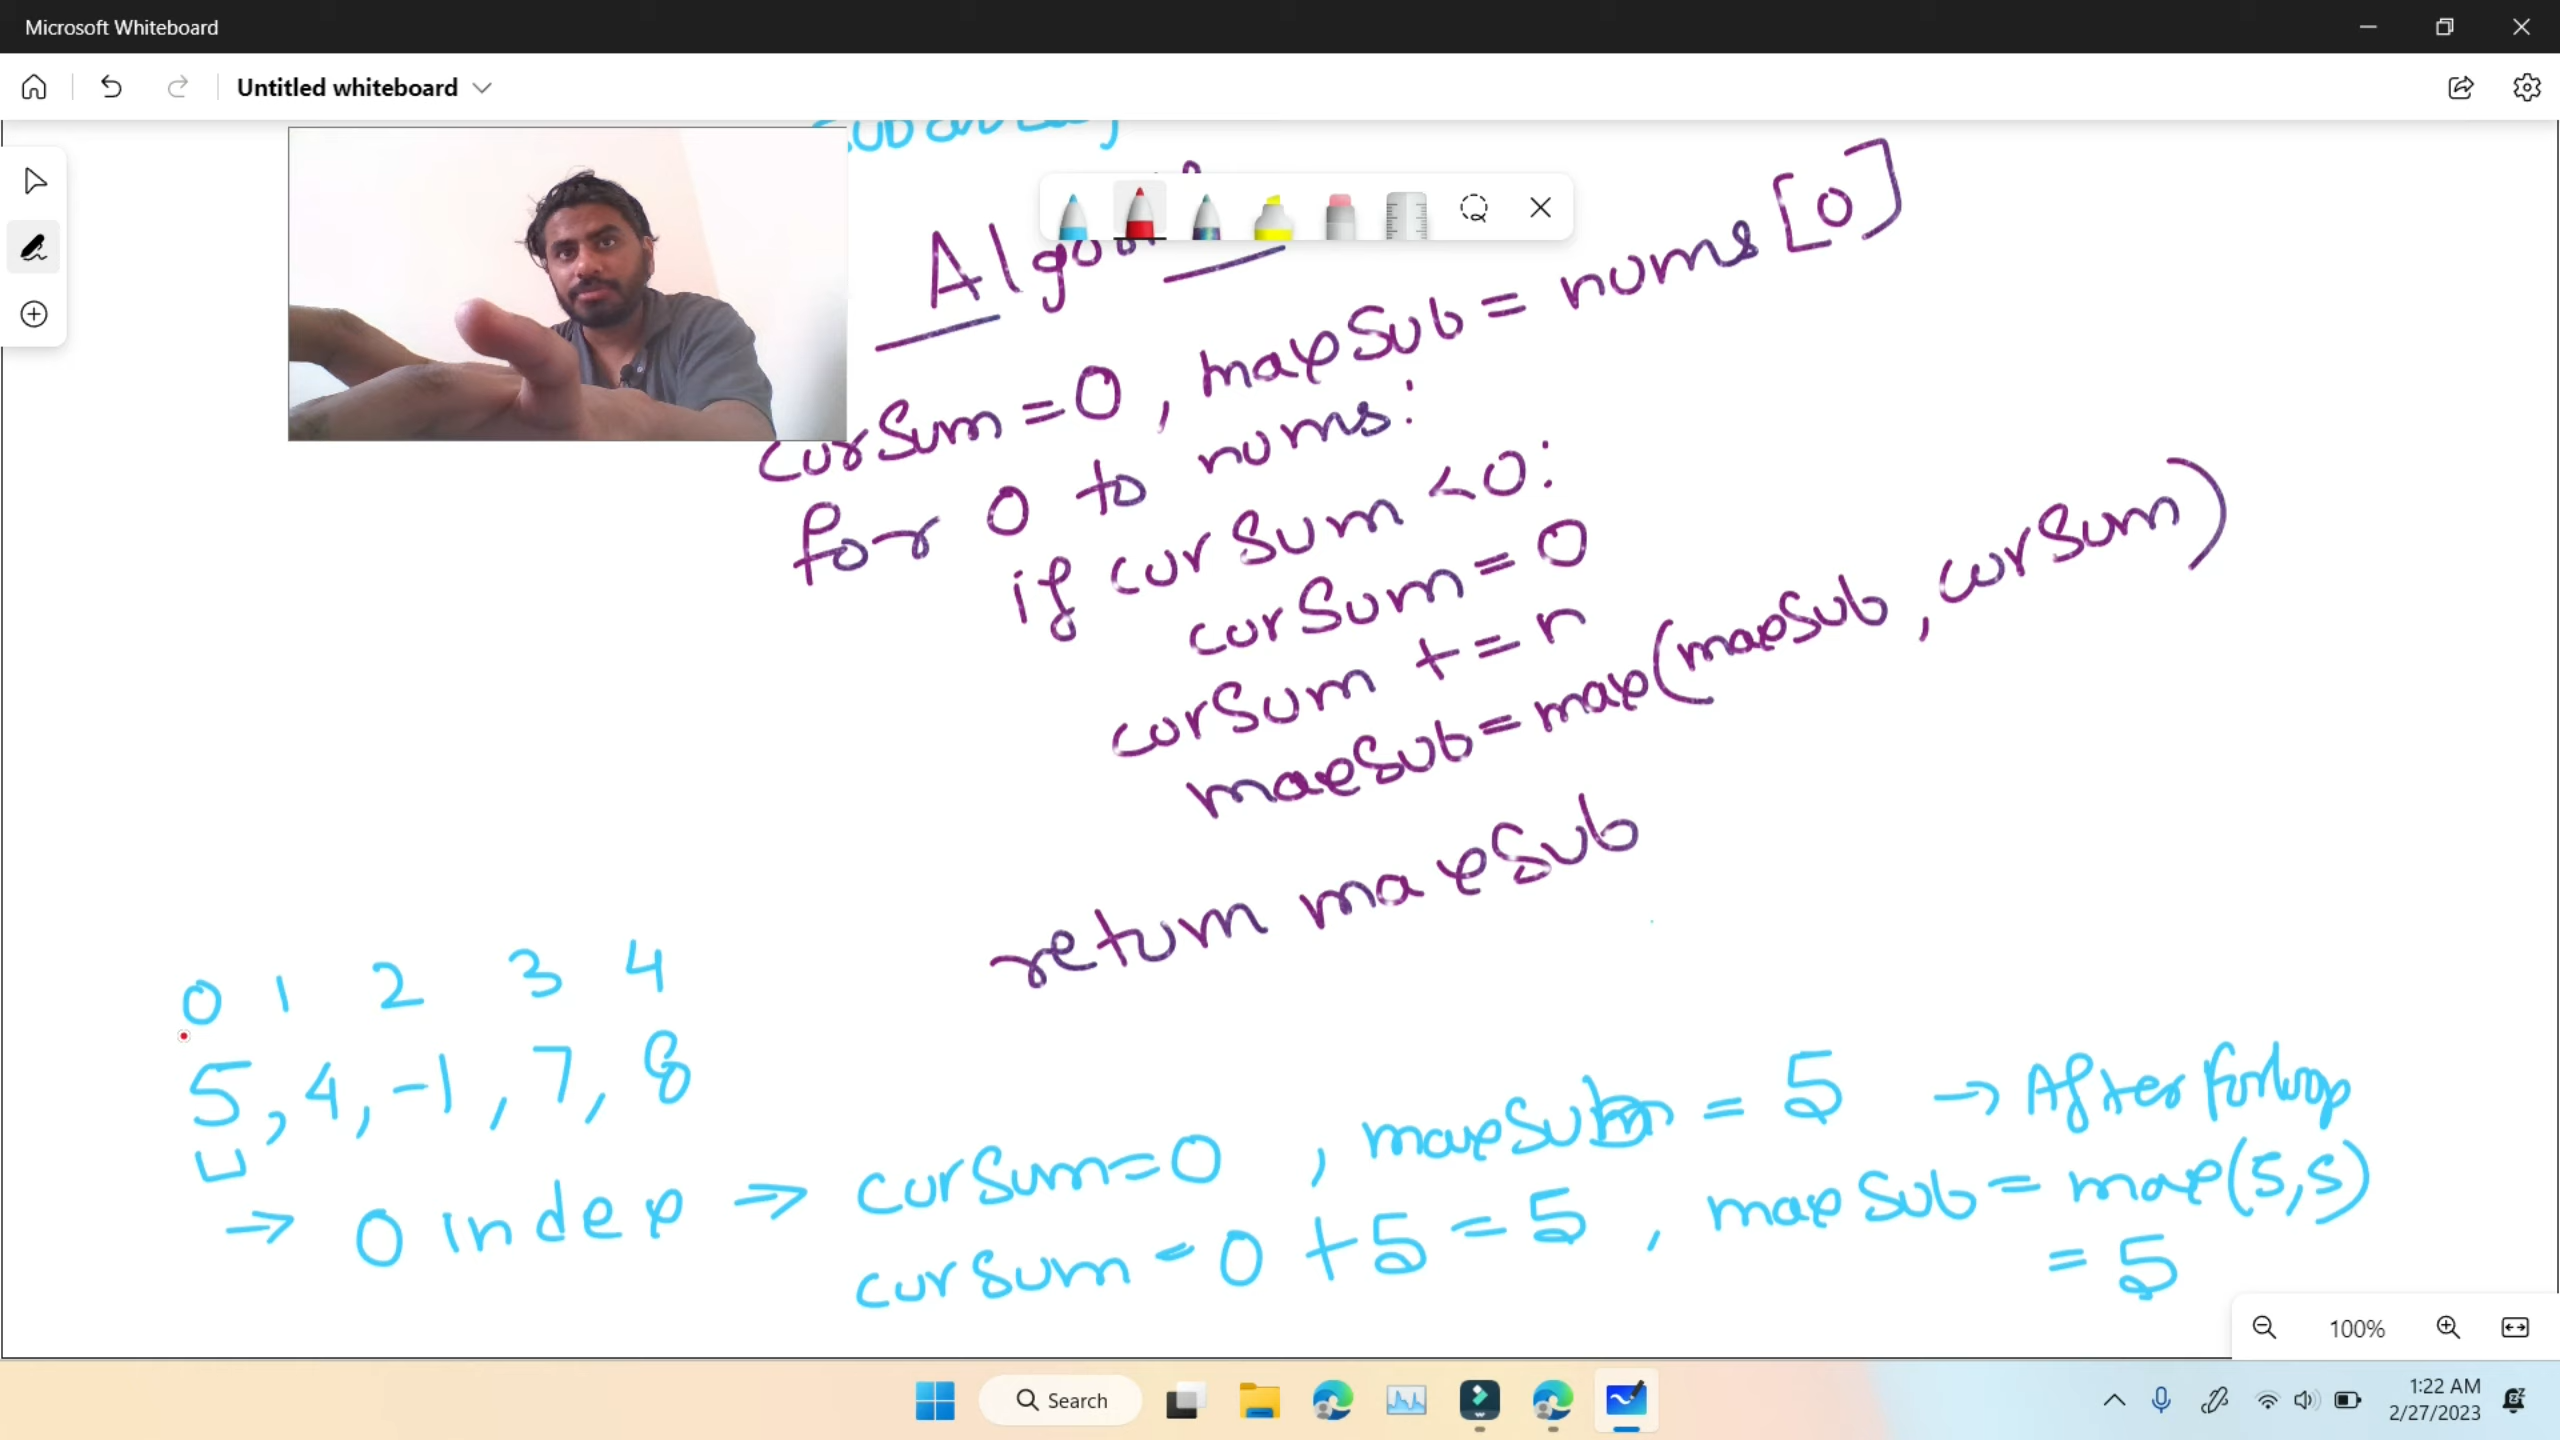 Microsoft Whiteboard
Untitled whiteboard
curSum = 0 , maxSub = nums [0]
for 0 to nums :
if curSum < 0 :
curSum = 0
curSum += n
maxSub = max(maxSub , curSum)
return maxSub
0 1 2 3 4
5 , 4 , -1 , 7 , 8
curSum = 0 , maxSub = 5 → After forloop
→ 0 index → curSum = 0 + 5 = 5 , maxSub = max(5,5)
= 5
100%
Search
1:22 AM
2/27/2023